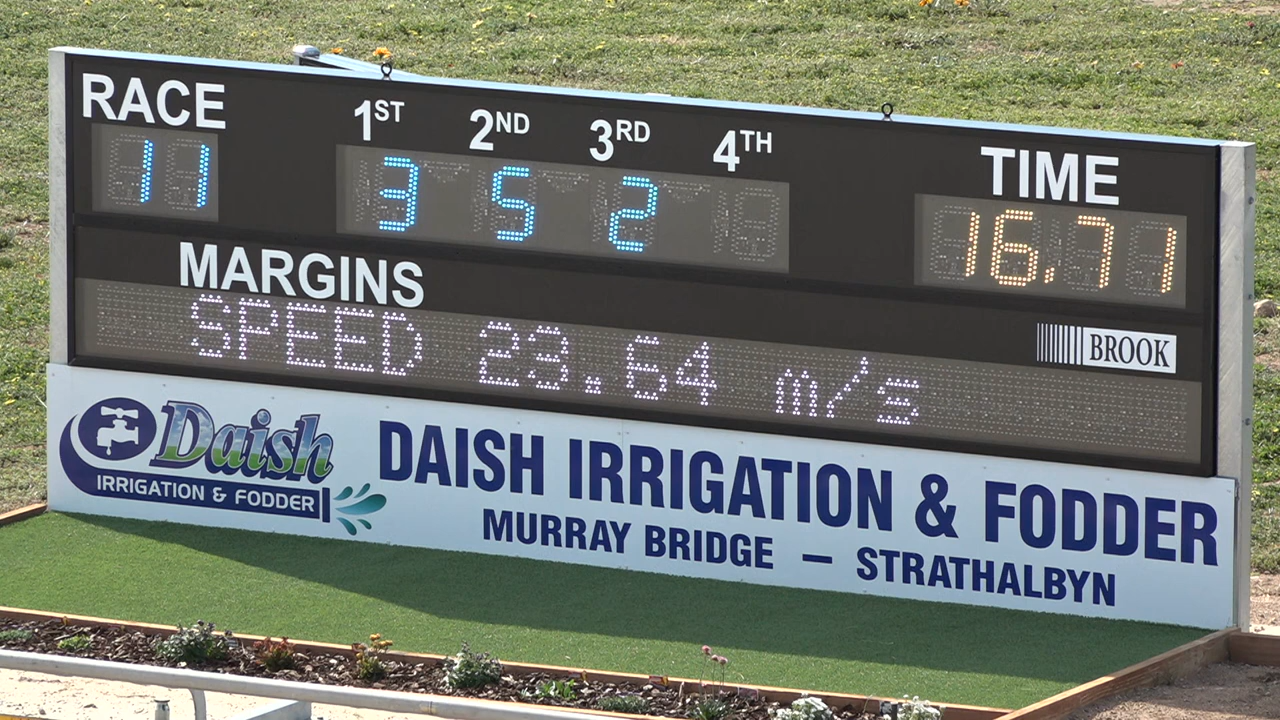 RACE 1ST 2ND 3RD 4TH TIME
11 3 5 2 16.71
MARGINS
BROOK
SPEED 23.64 m/s
Daish
IRRIGATION & FODDER
DAISH IRRIGATION & FODDER
MURRAY BRIDGE – STRATHALBYN